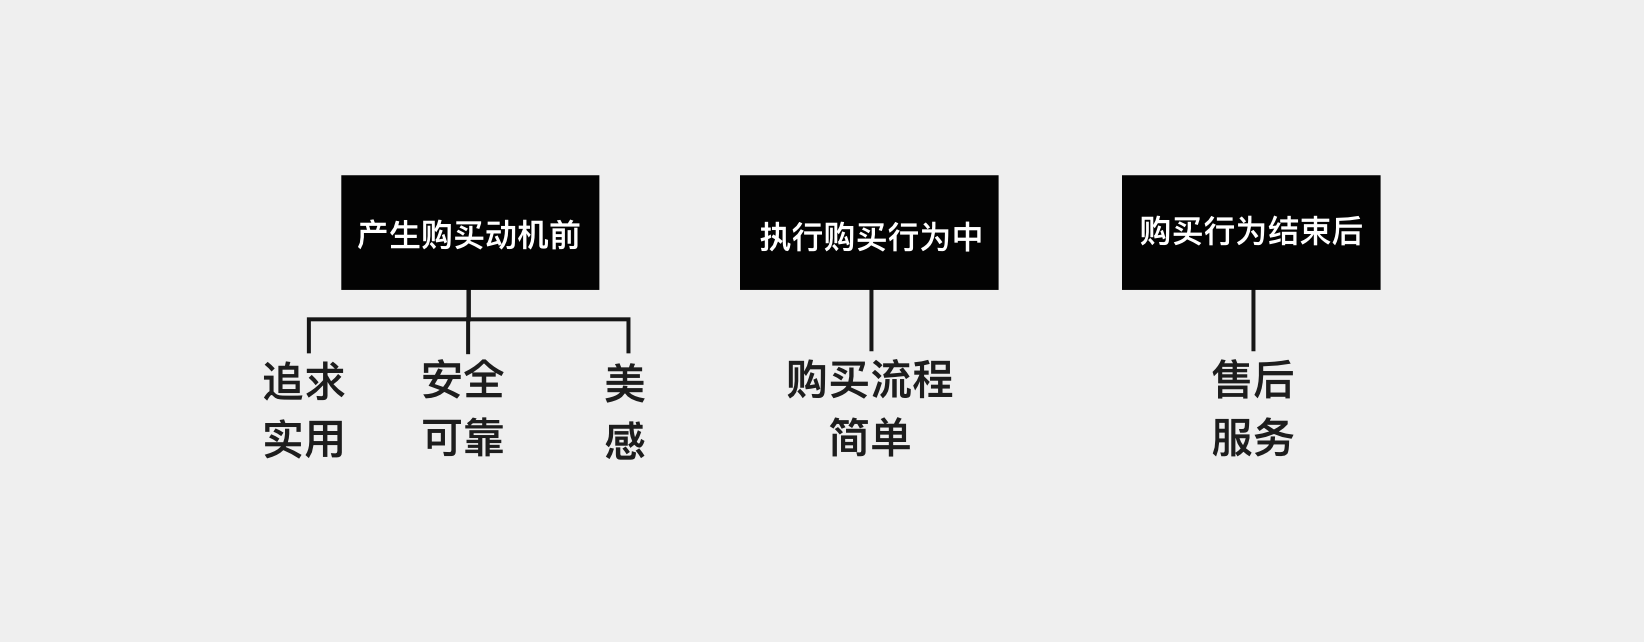 产生购买动机前
执行购买行为中
购买行为结束后
追求
实用
安全
可靠
美
感
购买流程
简单
售后
服务